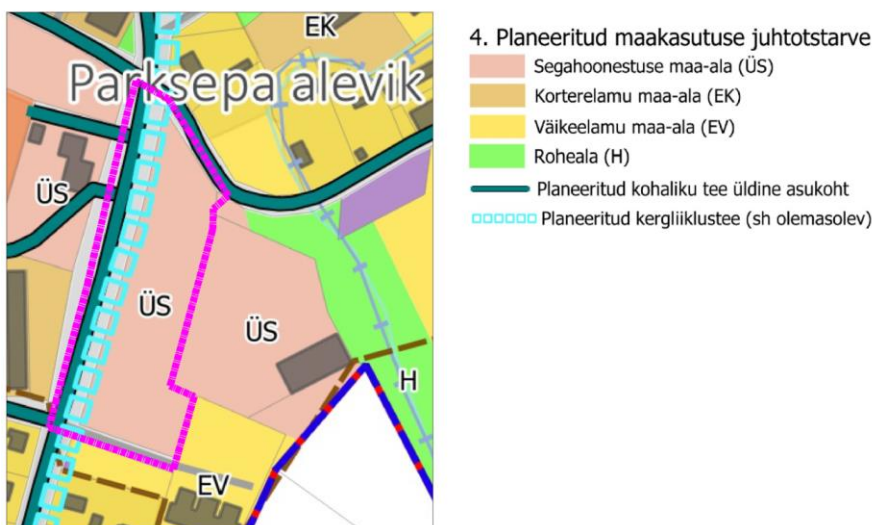 EK
Parksepa alevik
ÜS
ÜS
ÜS
H
EV
4. Planeeritud maakasutuse juhtotstarve
Segahoonestuse maa-ala (ÜS)
Korterelamu maa-ala (EK)
Väikeelamu maa-ala (EV)
Roheala (H)
Planeeritud kohaliku tee üldine asukoht
Planeeritud kergliiklustee (sh olemasolev)